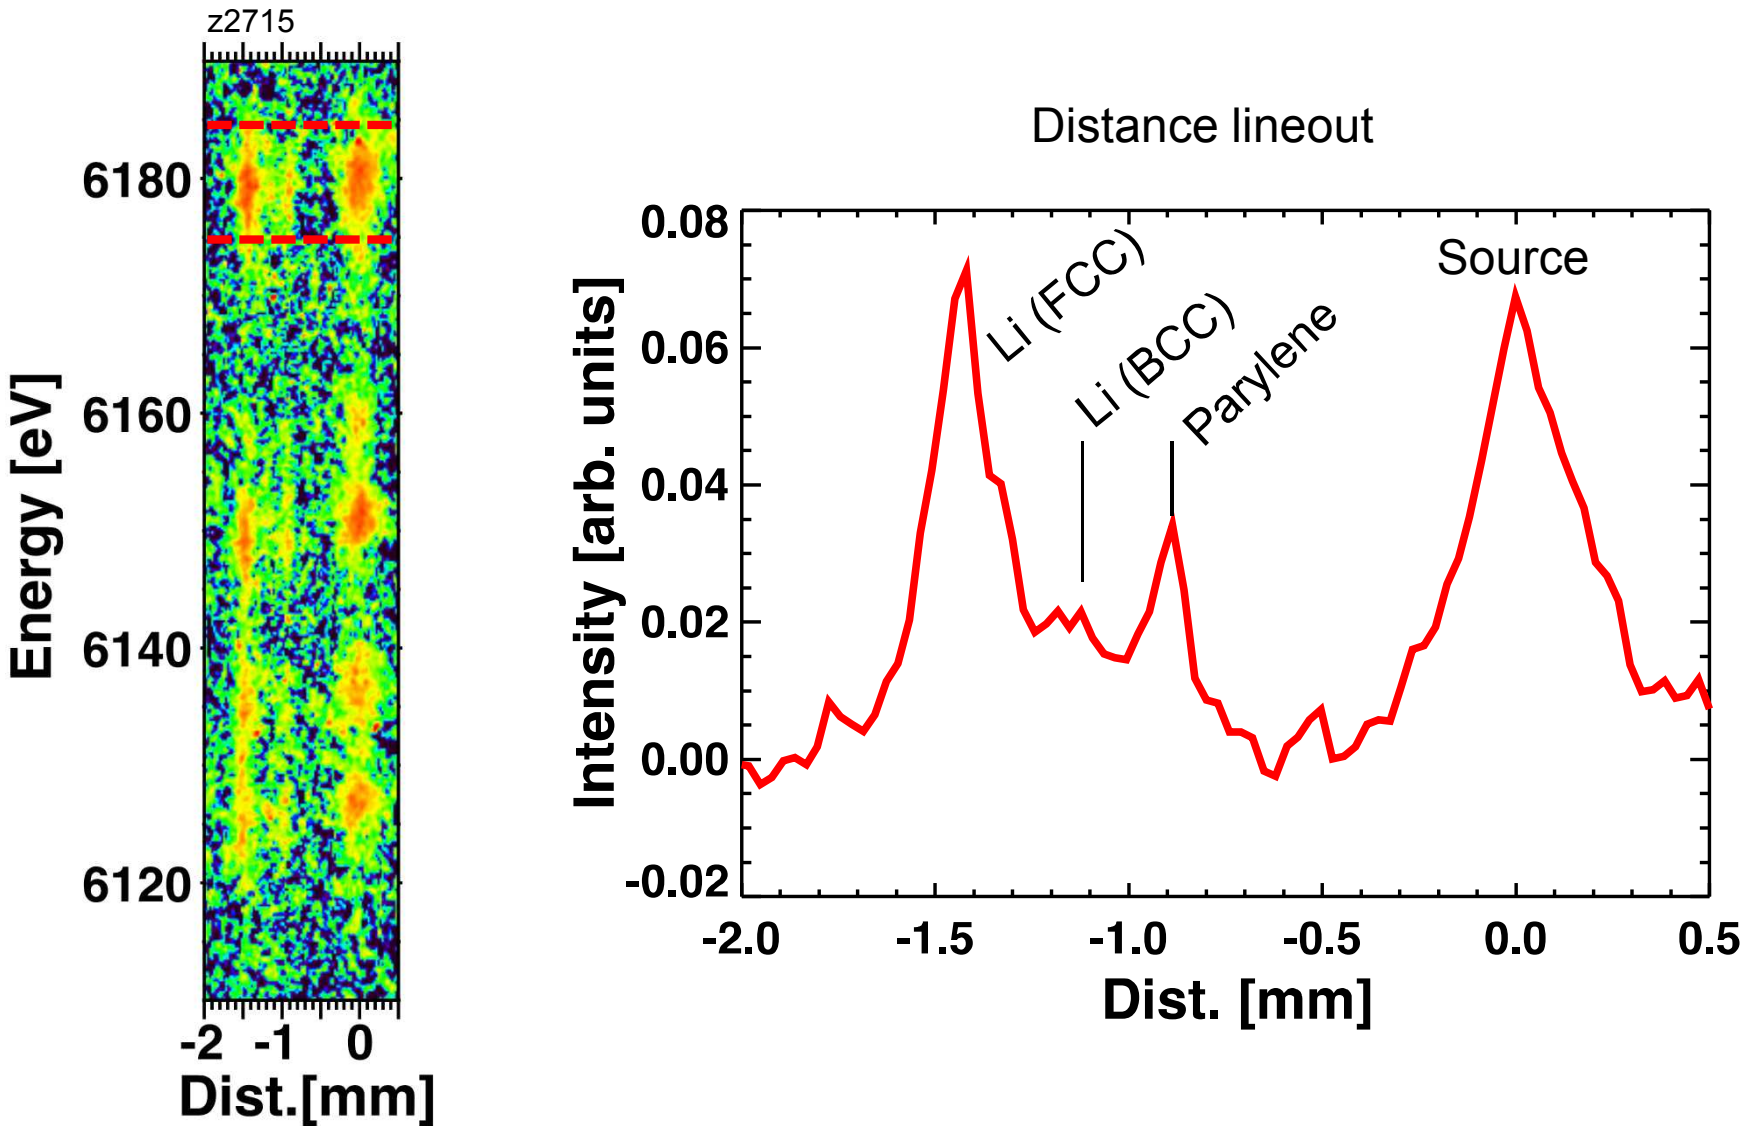 z2715
6180
6160
6140
6120
Energy [eV]
-2 -1 0
Dist.[mm]
Distance lineout
0.08
0.06
0.04
0.02
0.00
-0.02
Intensity [arb. units]
Li (FCC)
Li (BCC)
Parylene
Source
-2.0 -1.5 -1.0 -0.5 0.0 0.5
Dist. [mm]